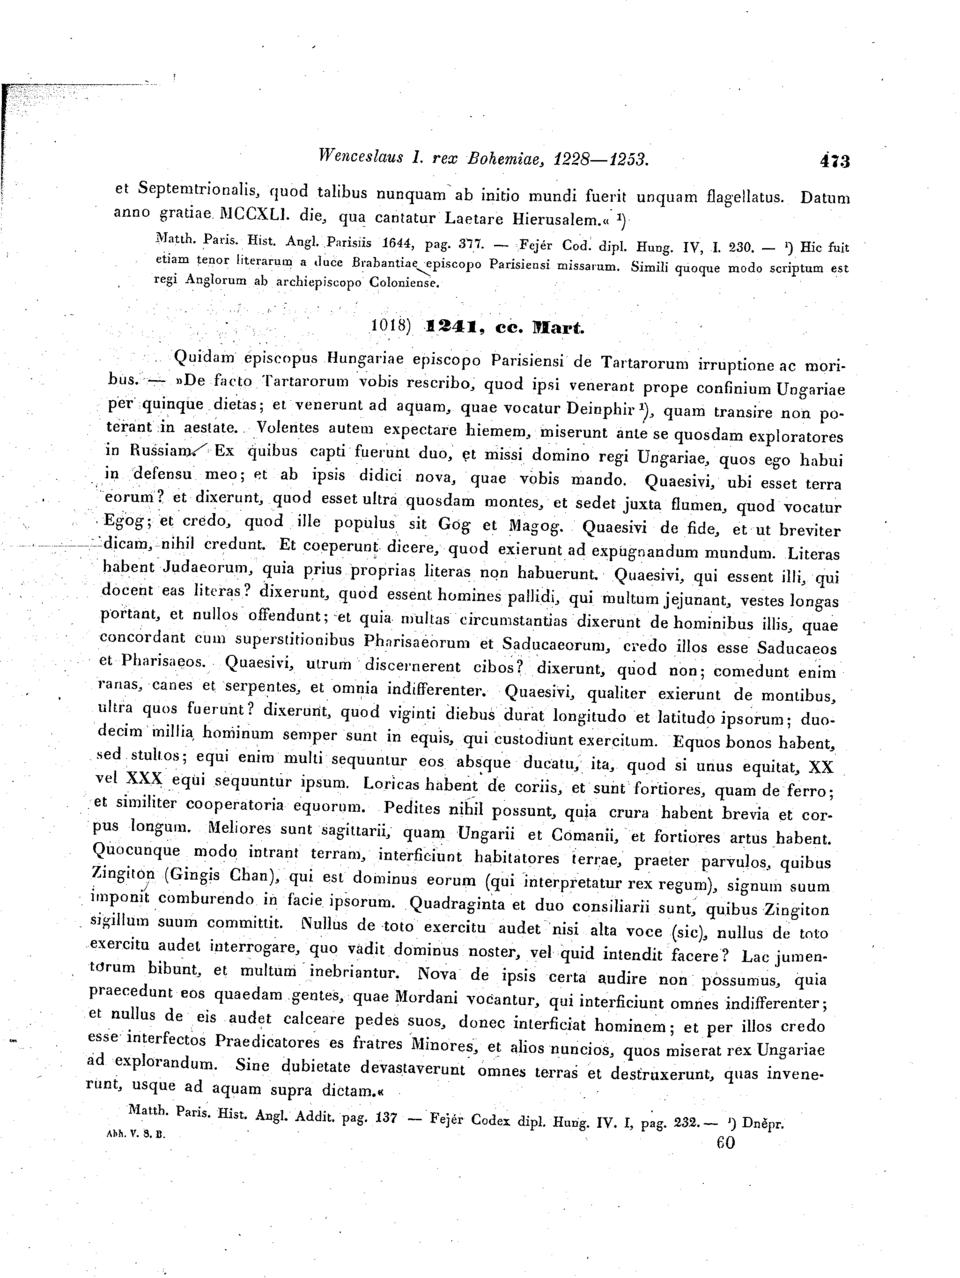 Wenceslaus I. rex Bohemiae, 1228—1253. 473
et Septemtrionalis, quod talibus nunquam ab initio mundi fuerit unquam flagellatus. Datum
anno gratiae MCCXLI. die, qua cantatur Laetare Hierusalem.« ¹)
Matth. Paris. Hist. Angl. Parisiis 1644, pag. 377. — Fejér Cod. dipl. Hung. IV, I. 230. — ¹) Hic fuit
etiam tenor literarum a duce Brabantiae episcopo Parisiensi missarum. Simili quoque modo scriptum est
regi Anglorum ab archiepiscopo Coloniense.
1018) 1241, cc. Mart.
Quidam episcopus Hungariae episcopo Parisiensi de Tartarorum irruptione ac mori-
bus. — »De facto Tartarorum vobis rescribo, quod ipsi venerant prope confinium Ungariae
per quinque dietas; et venerunt ad aquam, quae vocatur Deinphir ¹), quam transire non po-
terant in aestate. Volentes autem expectare hiemem, miserunt ante se quosdam exploratores
in Russiam. Ex quibus capti fuerunt duo, et missi domino regi Ungariae, quos ego habui
in defensu meo; et ab ipsis didici nova, quae vobis mando. Quaesivi, ubi esset terra
eorum? et dixerunt, quod esset ultra quosdam montes, et sedet juxta flumen, quod vocatur
Egog; et credo, quod ille populus sit Gog et Magog. Quaesivi de fide, et ut breviter
dicam, nihil credunt. Et coeperunt dicere, quod exierunt ad expugnandum mundum. Literas
habent Judaeorum, quia prius proprias literas non habuerunt. Quaesivi, qui essent illi, qui
docent eas literas? dixerunt, quod essent homines pallidi, qui multum jejunant, vestes longas
portant, et nullos offendunt; et quia multas circumstantias dixerunt de hominibus illis, quae
concordant cum superstitionibus Pharisaeorum et Saducaeorum, credo illos esse Saducaeos
et Pharisaeos. Quaesivi, utrum discernerent cibos? dixerunt, quod non; comedunt enim
ranas, canes et serpentes, et omnia indifferenter. Quaesivi, qualiter exierunt de montibus,
ultra quos fuerunt? dixerunt, quod viginti diebus durat longitudo et latitudo ipsorum; duo-
decim millia hominum semper sunt in equis, qui custodiunt exercitum. Equos bonos habent,
sed stultos; equi enim multi sequuntur eos absque ducatu, ita, quod si unus equitat, XX
vel XXX equi sequuntur ipsum. Loricas habent de coriis, et sunt fortiores, quam de ferro;
et similiter cooperatoria equorum. Pedites nihil possunt, quia crura habent brevia et cor-
pus longum. Meliores sunt sagittarii, quam Ungarii et Comanii, et fortiores artus habent.
Quocunque modo intrant terram, interficiunt habitatores terrae, praeter parvulos, quibus
Zingiton (Gingis Chan), qui est dominus eorum (qui interpretatur rex regum), signum suum
imponit comburendo in facie ipsorum. Quadraginta et duo consiliarii sunt, quibus Zingiton
sigillum suum committit. Nullus de toto exercitu audet nisi alta voce (sic), nullus de toto
exercitu audet interrogare, quo vadit dominus noster, vel quid intendit facere? Lac jumen-
torum bibunt, et multum inebriantur. Nova de ipsis certa audire non possumus, quia
praecedunt eos quaedam gentes, quae Mordani vocantur, qui interficiunt omnes indifferenter;
et nullus de eis audet calceare pedes suos, donec interficiat hominem; et per illos credo
esse interfectos Praedicatores es fratres Minores, et alios nuncios, quos miserat rex Ungariae
ad explorandum. Sine dubietate devastaverunt omnes terras et destruxerunt, quas invene-
runt, usque ad aquam supra dictam.«
Matth. Paris. Hist. Angl. Addit. pag. 137 — Fejér Codex dipl. Hung. IV. I, pag. 232. — ¹) Dněpr.
Abh. V. 8. B. 60